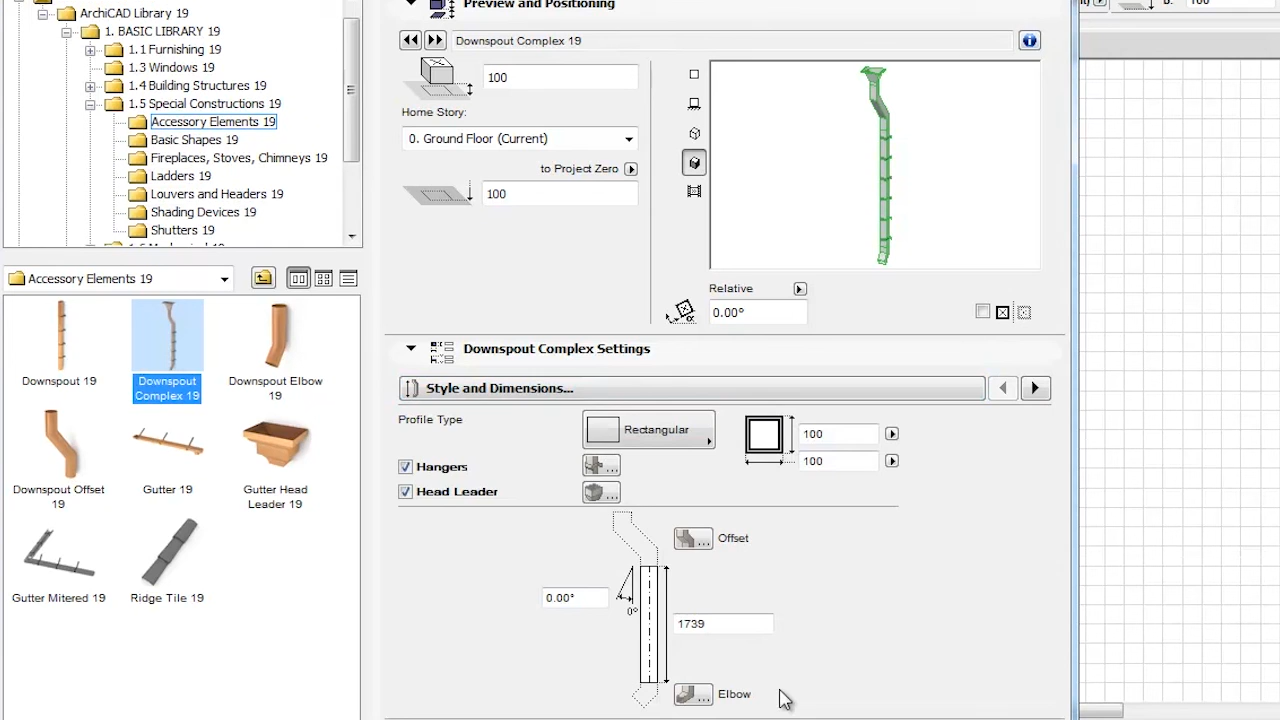 ArchiCAD Library 19
1. BASIC LIBRARY 19
1.1 Furnishing 19
1.3 Windows 19
1.4 Building Structures 19
1.5 Special Constructions 19
Accessory Elements 19
Basic Shapes 19
Fireplaces, Stoves, Chimneys 19
Ladders 19
Louvers and Headers 19
Shading Devices 19
Shutters 19
Accessory Elements 19
Downspout 19
Downspout
Complex 19
Downspout Elbow
19
Downspout Offset
19
Gutter 19
Gutter Head
Leader 19
Gutter Mitered 19
Ridge Tile 19
Preview and Positioning
Downspout Complex 19
100
Home Story:
0. Ground Floor (Current)
to Project Zero
100
Relative
0.00°
Downspout Complex Settings
Style and Dimensions...
Profile Type
Rectangular
100
100
Hangers
...
Head Leader
...
... Offset
0.00°
0°
1739
... Elbow
100